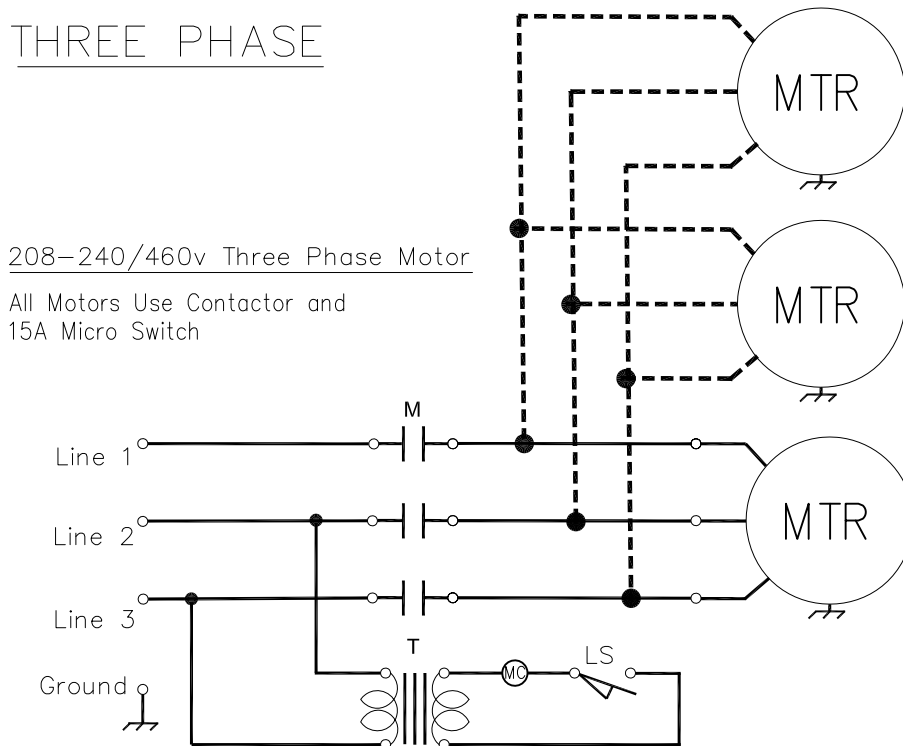 THREE PHASE
MTR
208-240/460v Three Phase Motor
All Motors Use Contactor and
15A Micro Switch
MTR
M
Line 1
Line 2
MTR
Line 3
T
LS
Ground
MC